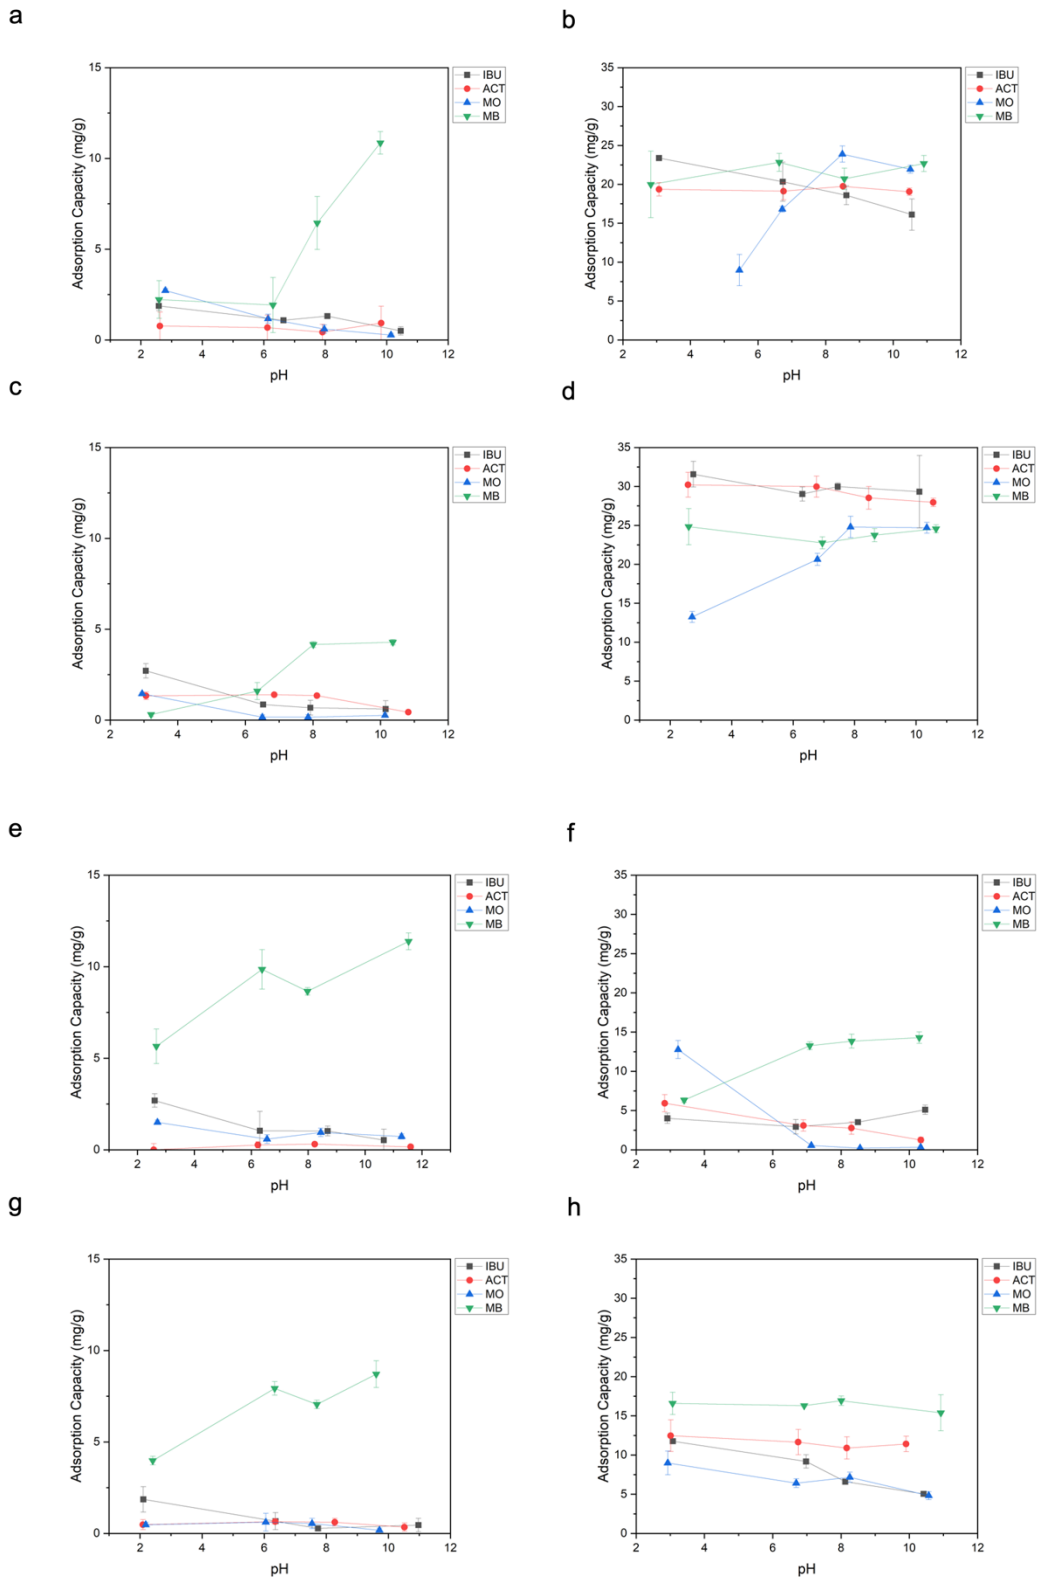 a
b
15
10
5
0
Adsorption Capacity (mg/g)
2 4 6 8 10 12
pH
IBU
ACT
MO
MB
35
30
25
20
15
10
5
0
Adsorption Capacity (mg/g)
2 4 6 8 10 12
pH
IBU
ACT
MO
MB
c
d
15
10
5
0
Adsorption Capacity (mg/g)
0 2 4 6 8 10 12
pH
IBU
ACT
MO
MB
35
30
25
20
15
10
5
0
Adsorption Capacity (mg/g)
2 4 6 8 10 12
pH
IBU
ACT
MO
MB
e
f
15
10
5
0
Adsorption Capacity (mg/g)
2 4 6 8 10 12
pH
IBU
ACT
MO
MB
35
30
25
20
15
10
5
0
Adsorption Capacity (mg/g)
2 4 6 8 10 12
pH
IBU
ACT
MO
MB
g
h
15
10
5
0
Adsorption Capacity (mg/g)
2 4 6 8 10 12
pH
IBU
ACT
MO
MB
35
30
25
20
15
10
5
0
Adsorption Capacity (mg/g)
2 4 6 8 10 12
pH
IBU
ACT
MO
MB